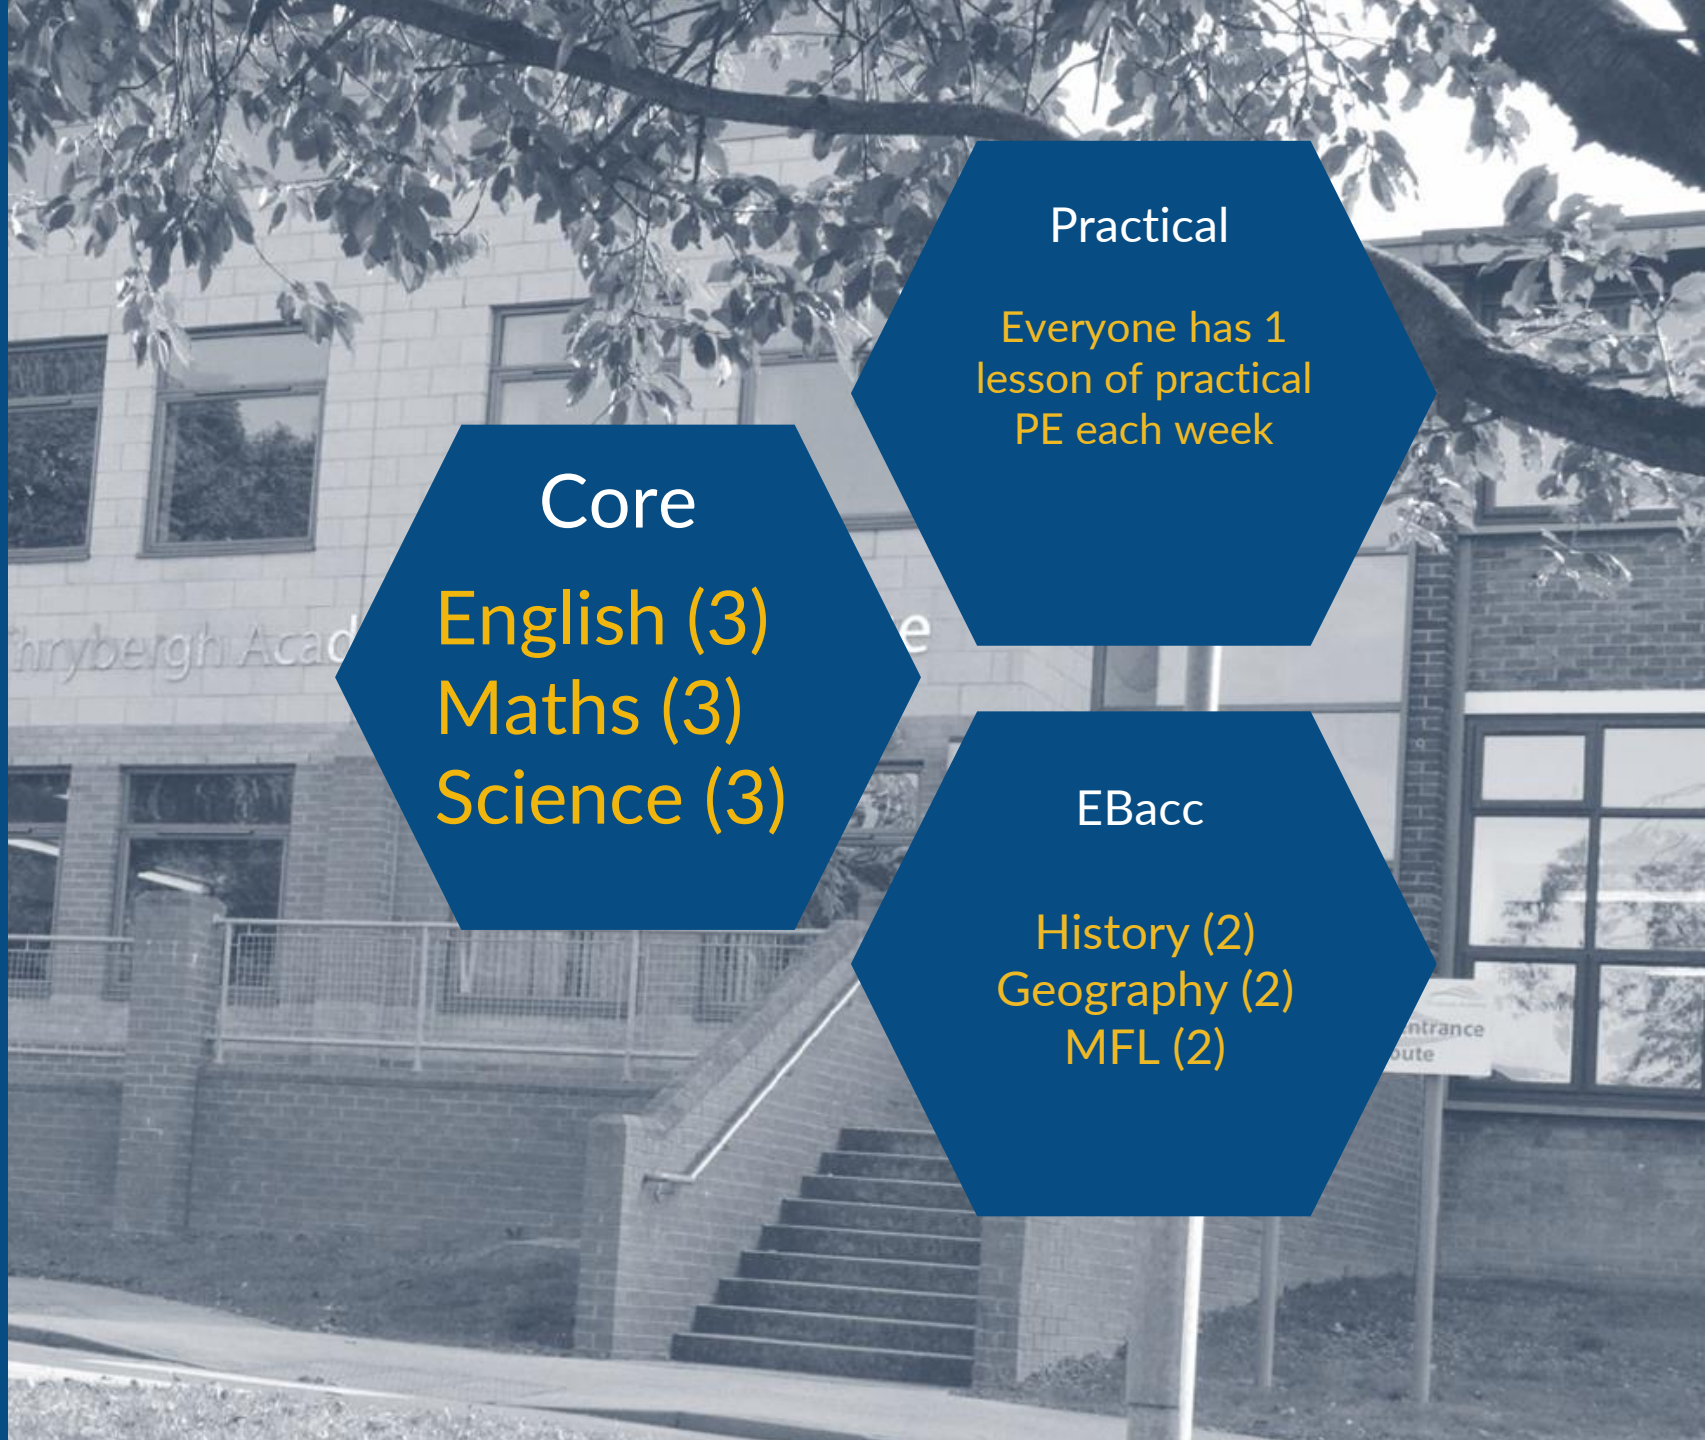 Practical
Everyone has 1
lesson of practical
PE each week
Core
English (3)
Maths (3)
Science (3)
EBacc
History (2)
Geography (2)
MFL (2)